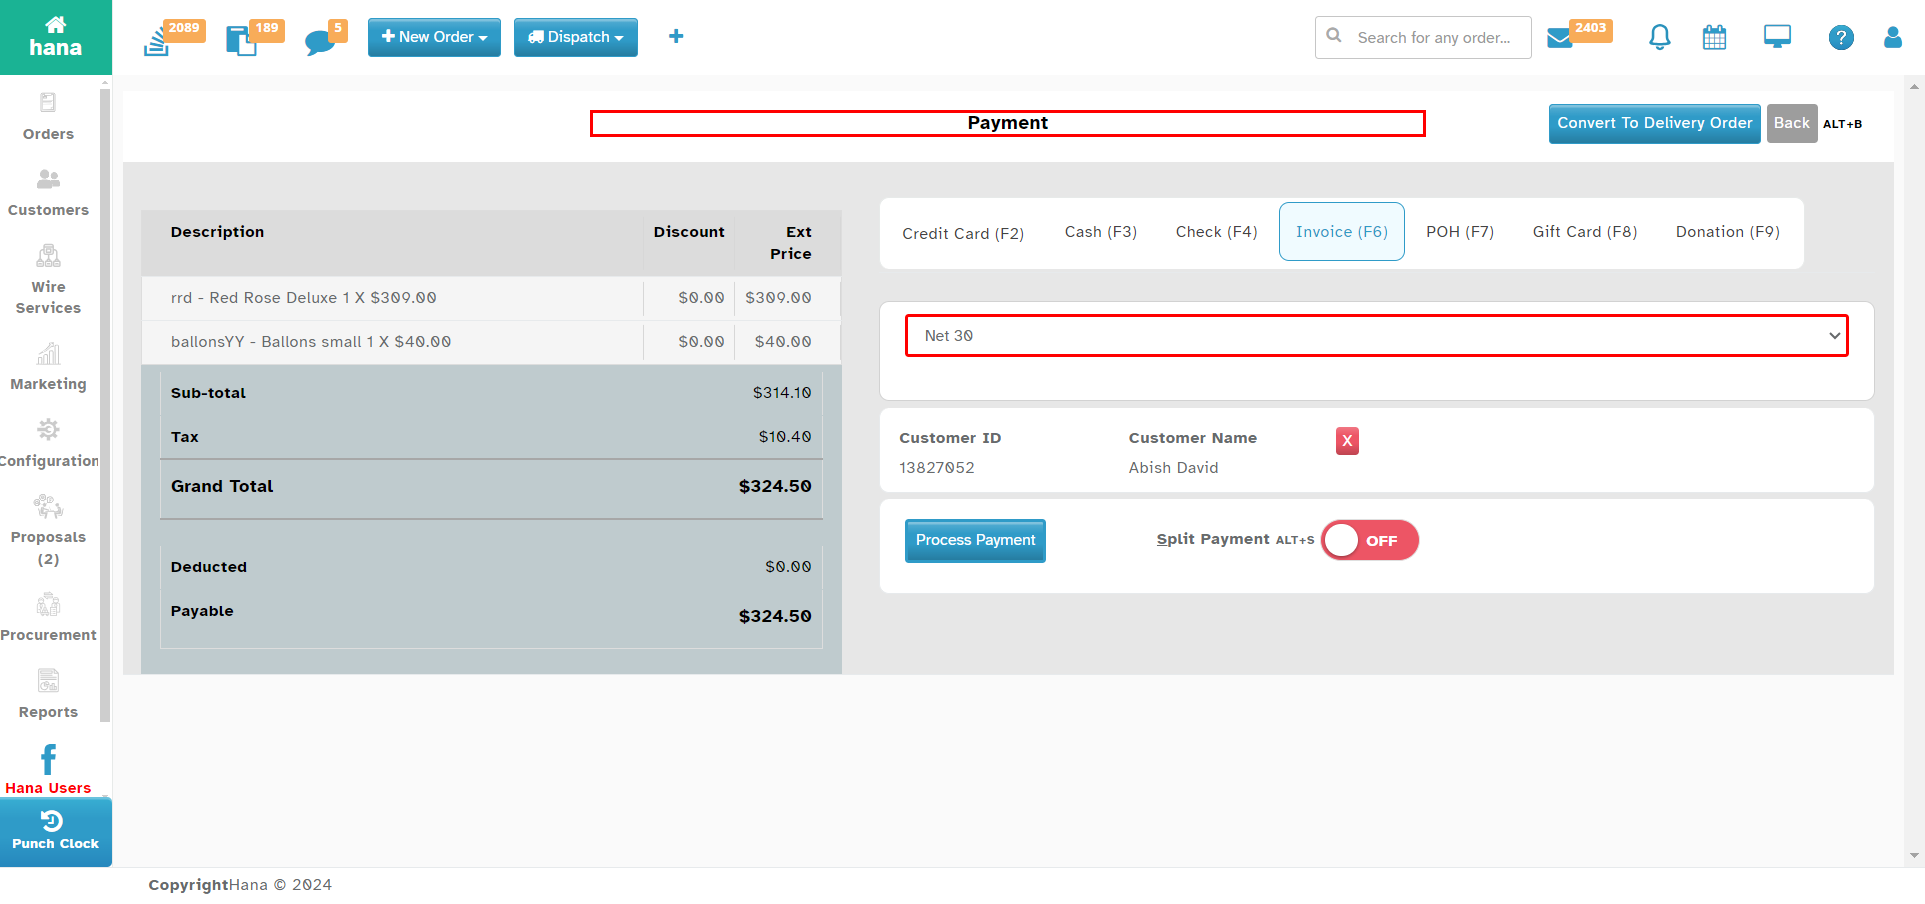 hana
2089
189
5
New Order
Dispatch
Search for any order...
2403
?
Orders
Customers
Wire
Services
Marketing
Configuration
Proposals
(2)
Procurement
Reports
Hana Users
Punch Clock
Payment
Convert To Delivery Order
Back
ALT+B
Description Discount Ext
Price
rrd - Red Rose Deluxe 1 X $309.00 $0.00 $309.00
ballonsYY - Ballons small 1 X $40.00 $0.00 $40.00
Sub-total $314.10
Tax $10.40
Grand Total $324.50
Deducted $0.00
Payable $324.50
Credit Card (F2) Cash (F3) Check (F4) Invoice (F6) POH (F7) Gift Card (F8) Donation (F9)
Net 30
Customer ID Customer Name X
13827052 Abish David
Process Payment Split Payment ALT+S OFF
CopyrightHana © 2024